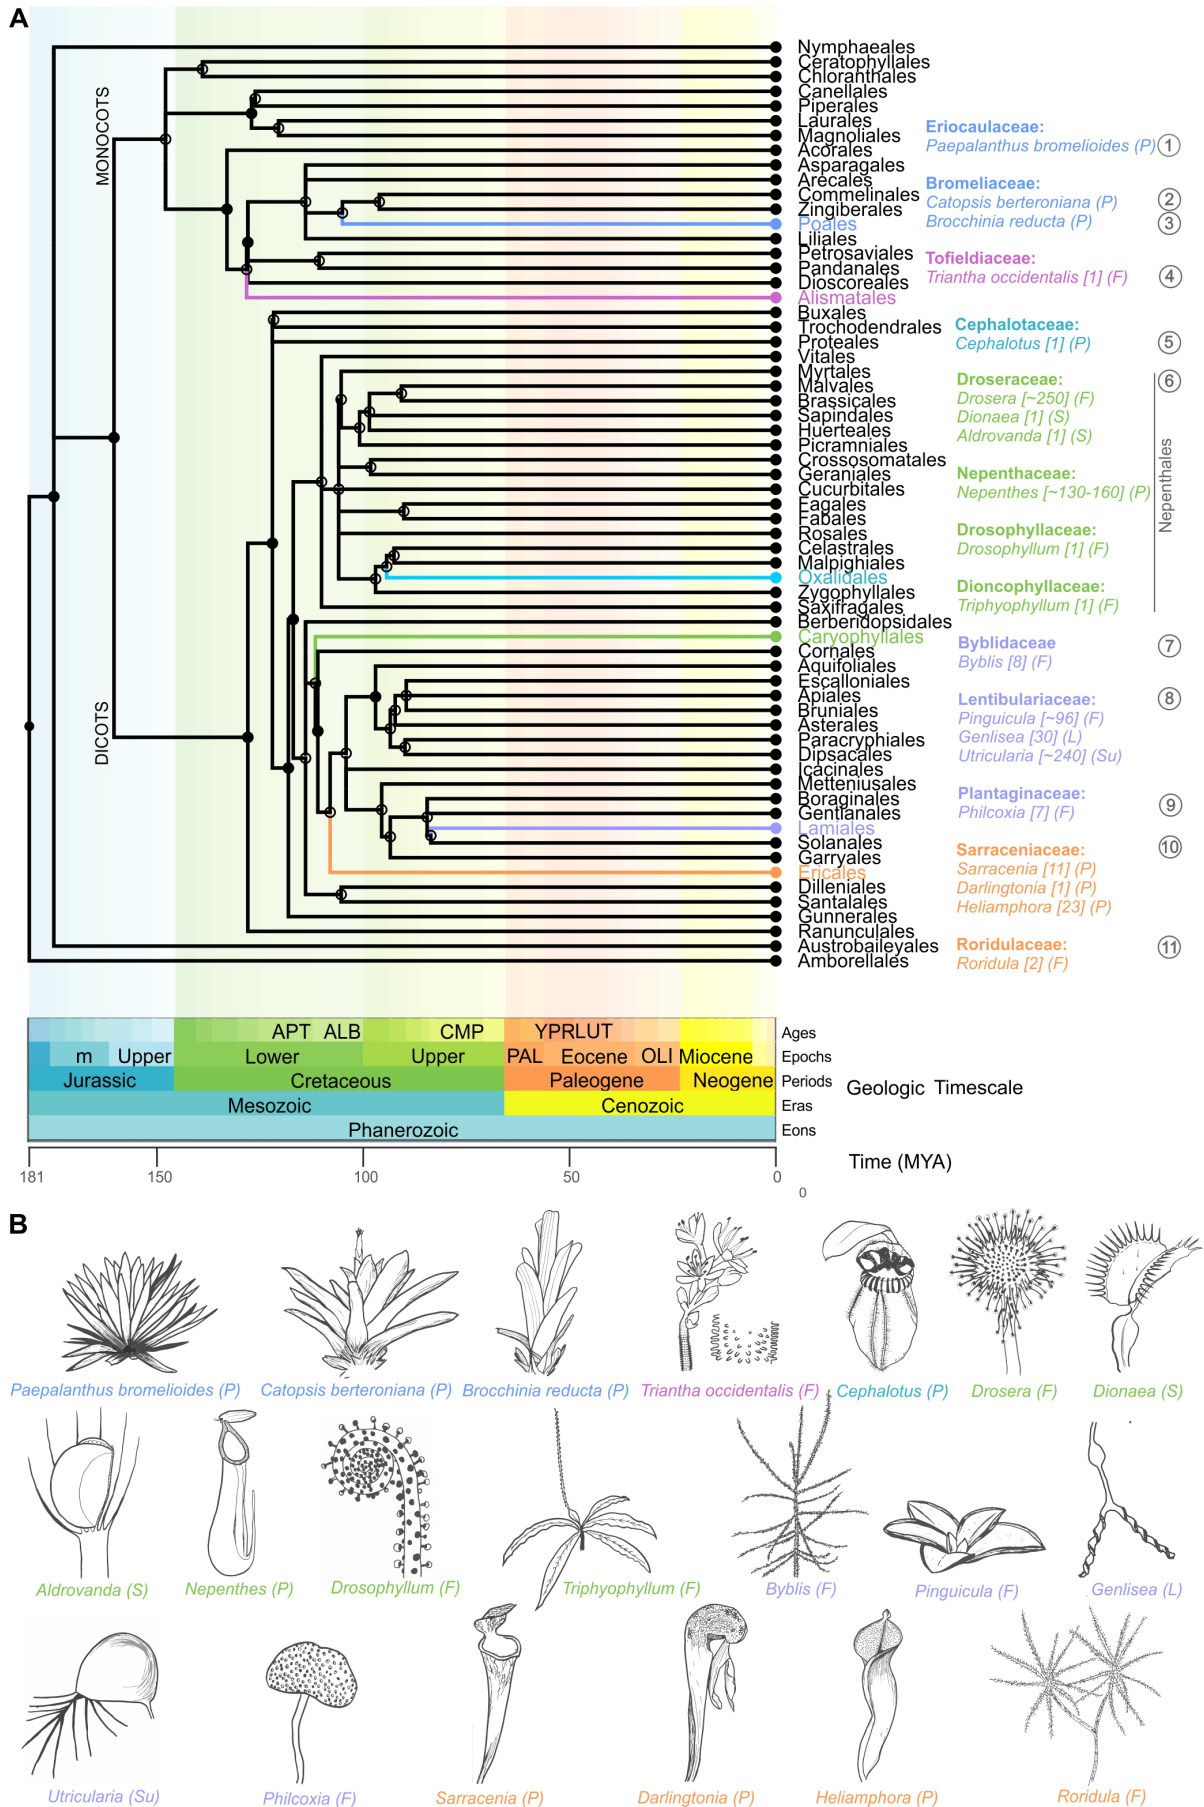 A
MONOCOTS
DICOTS
Nymphaeales
Ceratophyllales
Chloranthales
Canellales
Piperales
Laurales
Magnoliales
Acorales
Asparagales
Arecales
Commelinales
Zingiberales
Poales
Liliales
Petrosaviales
Pandanales
Dioscoreales
Alismatales
Buxales
Trochodendrales
Proteales
Vitales
Myrtales
Malvales
Brassicales
Sapindales
Huerteales
Picramniales
Crossosomatales
Geraniales
Cucurbitales
Fagales
Fabales
Rosales
Celastrales
Malpighiales
Oxalidales
Zygophyllales
Saxifragales
Berberidopsidales
Caryophyllales
Cornales
Aquifoliales
Escalloniales
Apiales
Bruniales
Asterales
Paracryphiales
Dipsacales
Icacinales
Metteniusales
Boraginales
Gentianales
Lamiales
Solanales
Garryales
Ericales
Dilleniales
Santalales
Gunnerales
Ranunculales
Austrobaileyales
Amborellales
Eriocaulaceae:
Paepalanthus bromelioides (P) 1
Bromeliaceae:
Catopsis berteroniana (P) 2
Brocchinia reducta (P) 3
Tofieldiaceae:
Triantha occidentalis [1] (F) 4
Cephalotaceae:
Cephalotus [1] (P) 5
Droseraceae: 6
Drosera [~250] (F)
Dionaea [1] (S)
Aldrovanda [1] (S)
Nepenthaceae:
Nepenthes [~130-160] (P)
Drosophyllaceae:
Drosophyllum [1] (F)
Dioncophyllaceae:
Triphyophyllum [1] (F)
Nepenthales
Byblidaceae 7
Byblis [8] (F)
Lentibulariaceae: 8
Pinguicula [~96] (F)
Genlisea [30] (L)
Utricularia [~240] (Su)
Plantaginaceae: 9
Philcoxia [7] (F)
Sarraceniaceae: 10
Sarracenia [11] (P)
Darlingtonia [1] (P)
Heliamphora [23] (P)
Roridulaceae: 11
Roridula [2] (F)
APT ALB CMP YPRLUT Ages
m Upper Lower Upper PAL Eocene OLI Miocene Epochs
Jurassic Cretaceous Paleogene Neogene Periods
Mesozoic Cenozoic Eras
Phanerozoic Eons
Geologic Timescale
181 150 100 50 0
Time (MYA)
0
B
Paepalanthus bromelioides (P) Catopsis berteroniana (P) Brocchinia reducta (P) Triantha occidentalis (F) Cephalotus (P) Drosera (F) Dionaea (S)
Aldrovanda (S) Nepenthes (P) Drosophyllum (F) Triphyophyllum (F) Byblis (F) Pinguicula (F) Genlisea (L)
Utricularia (Su) Philcoxia (F) Sarracenia (P) Darlingtonia (P) Heliamphora (P) Roridula (F)